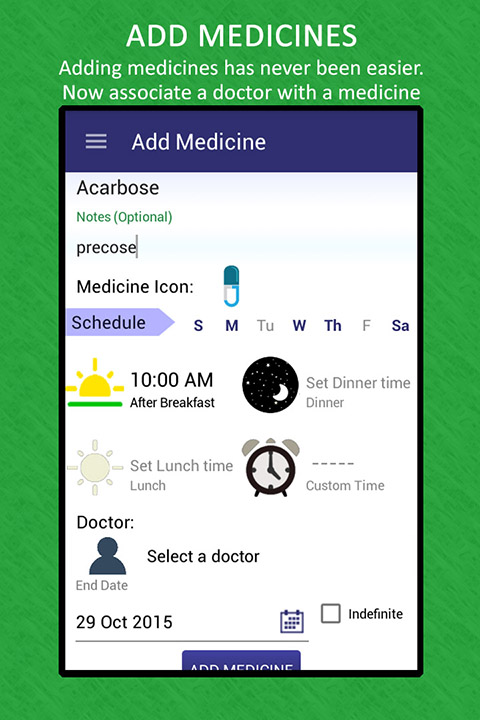 ADD MEDICINES
Adding medicines has never been easier.
Now associate a doctor with a medicine
Add Medicine
Acarbose
Notes (Optional)
precose
Medicine Icon:
Schedule S M Tu W Th F Sa
10:00 AM
After Breakfast
Set Dinner time
Dinner
Set Lunch time
Lunch
-----
Custom Time
Doctor:
Select a doctor
End Date
29 Oct 2015
Indefinite
ADD MEDICINE